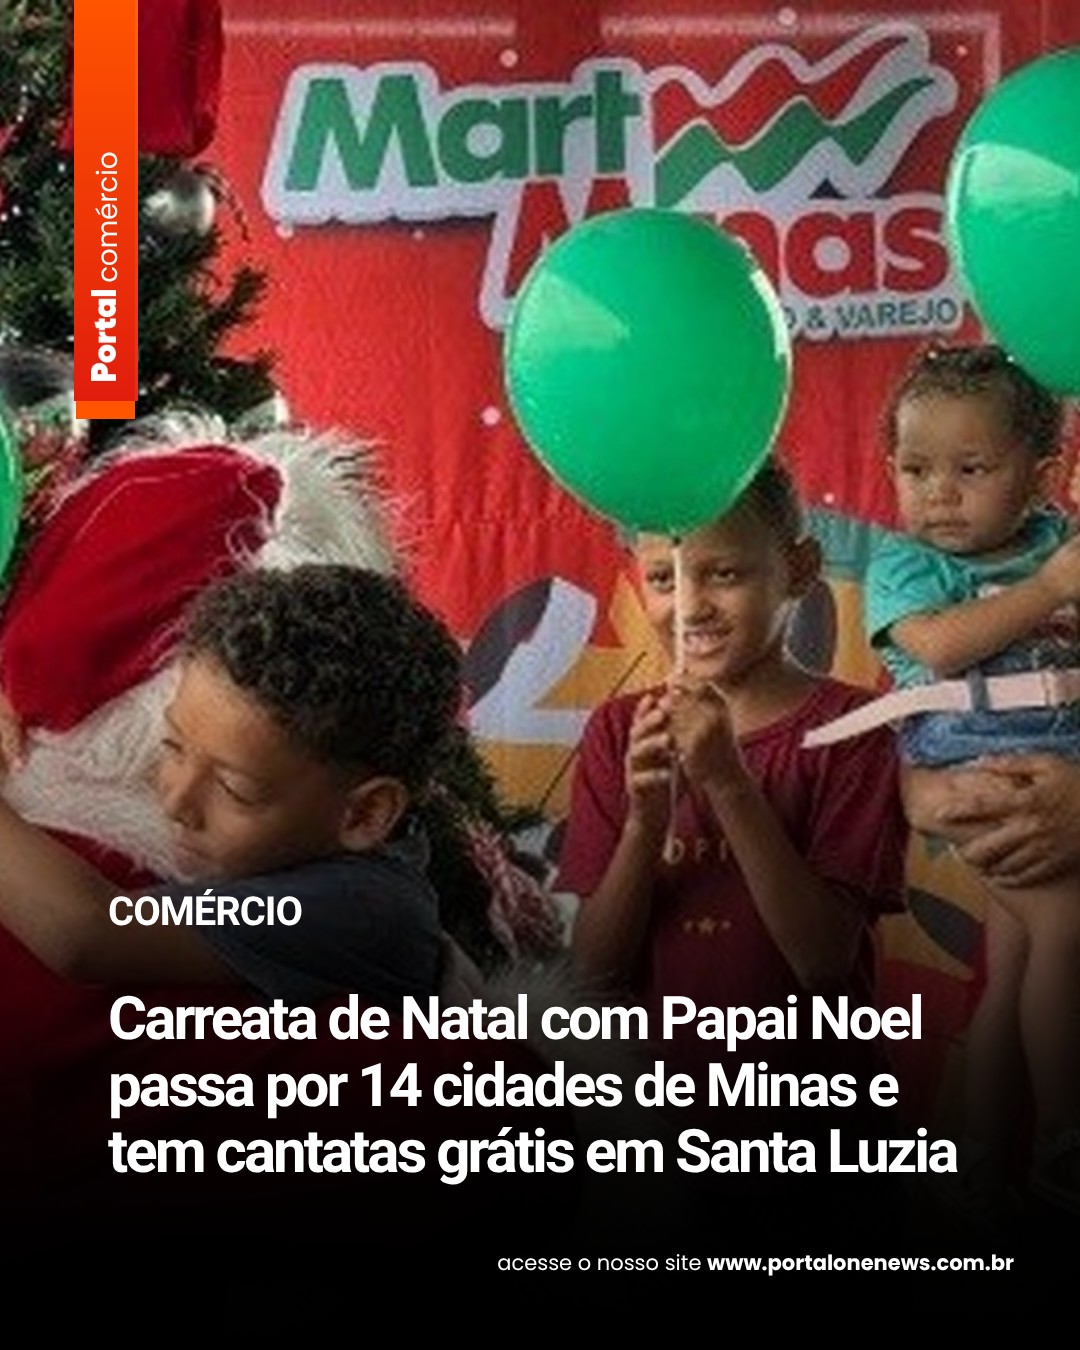 Portal comércio
Mart
Minas
& VAREJO
COMÉRCIO
Carreata de Natal com Papai Noel
passa por 14 cidades de Minas e
tem cantatas grátis em Santa Luzia
acesse o nosso site www.portalonenews.com.br